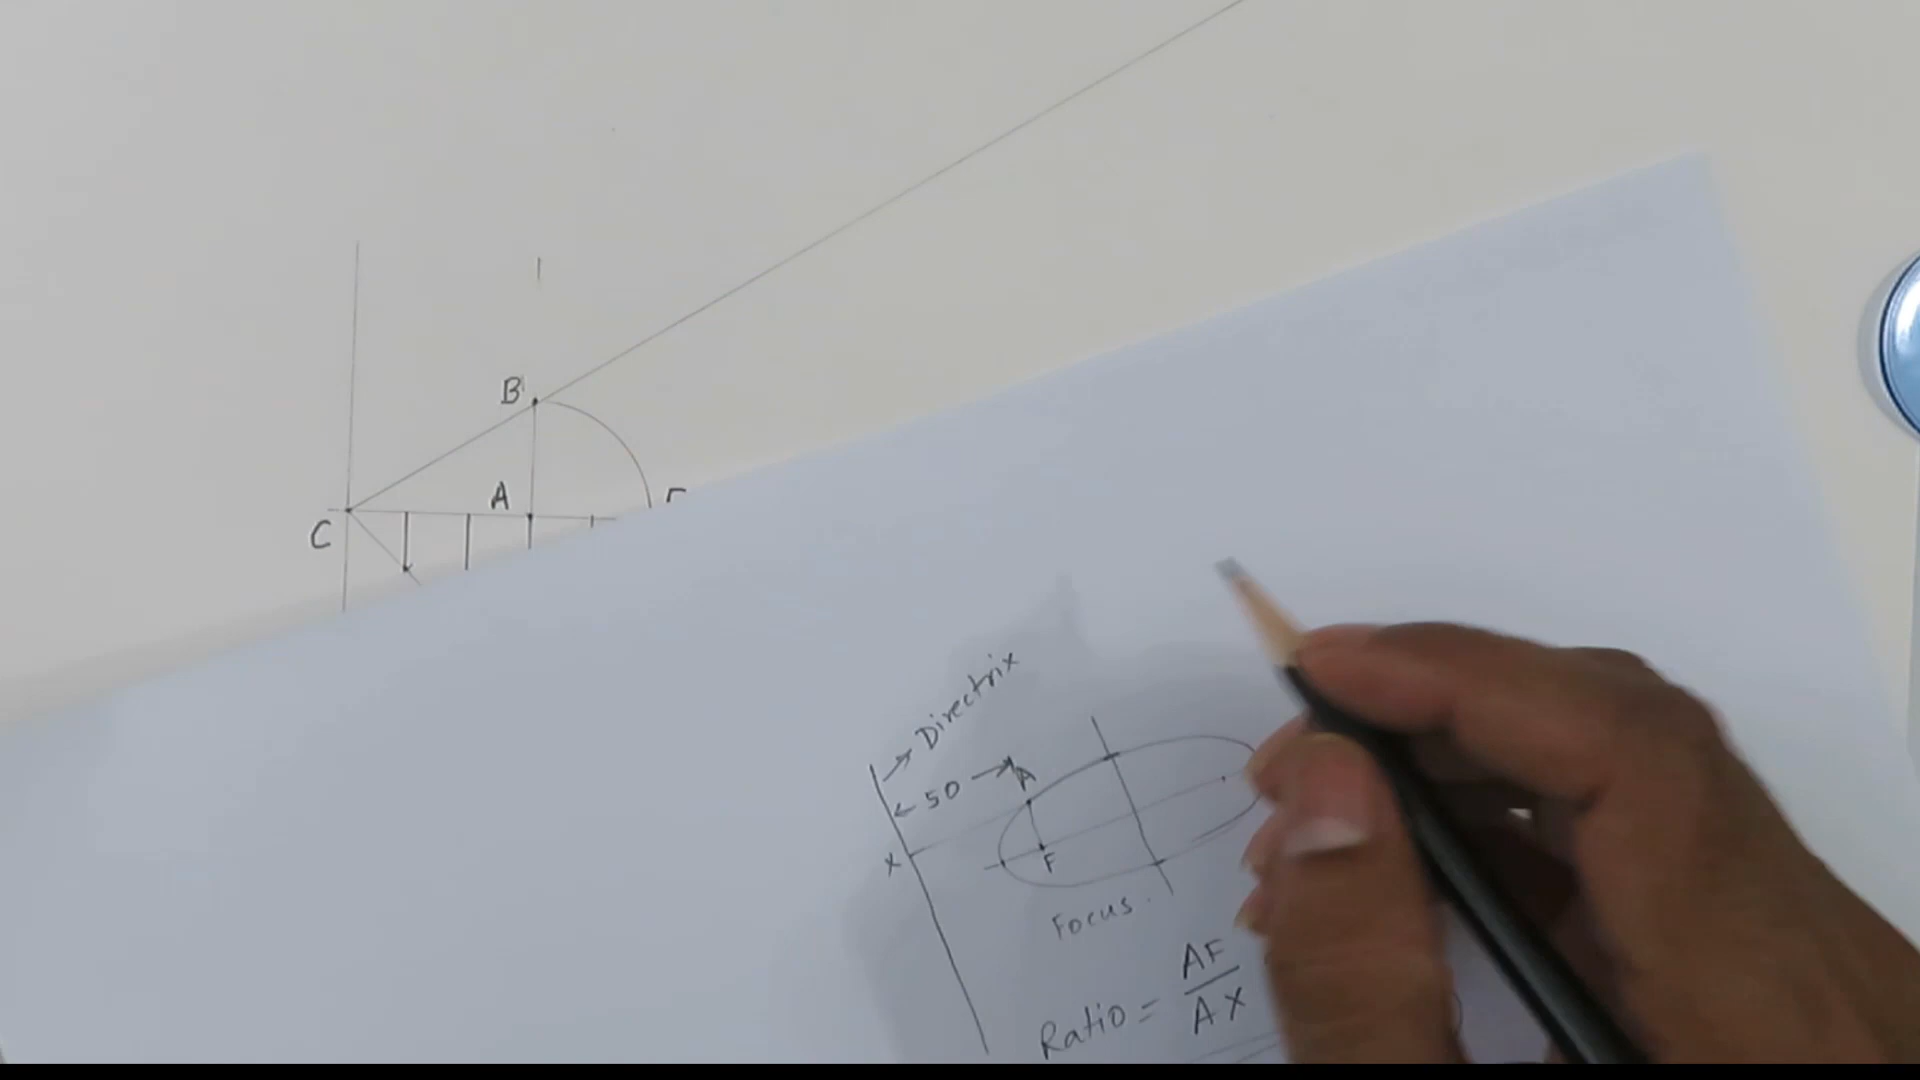 B
A
C
Directrix
50
A
X
F
Focus
Ratio = AF
AX